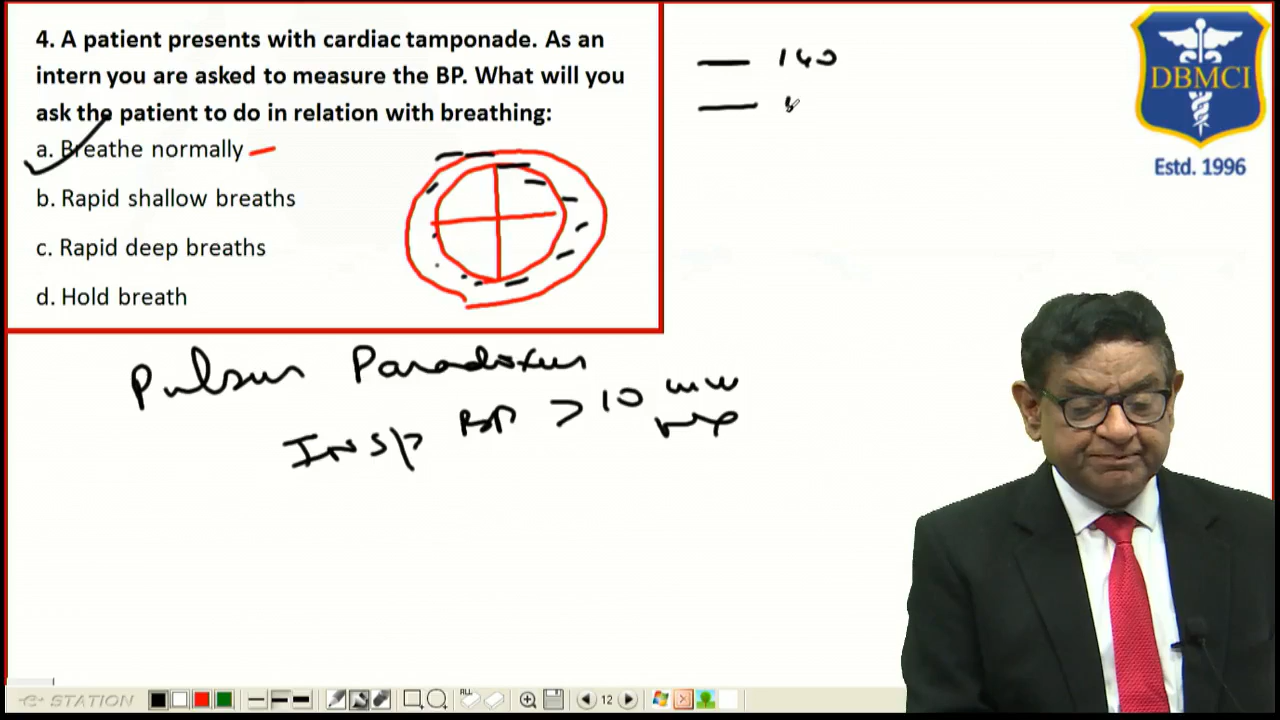 4. A patient presents with cardiac tamponade. As an
intern you are asked to measure the BP. What will you
ask the patient to do in relation with breathing:
a. Breathe normally
b. Rapid shallow breaths
c. Rapid deep breaths
d. Hold breath
140
DBMCI
Estd. 1996
Pulsus Paradoxus
INSP BP > 10 mm
STATION
ALL
12